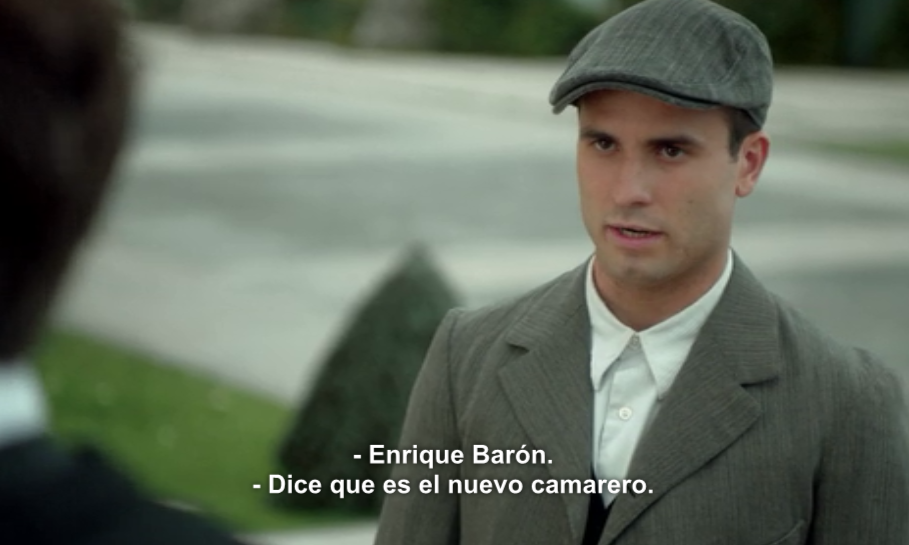 - Enrique Barón.
- Dice que es el nuevo camarero.